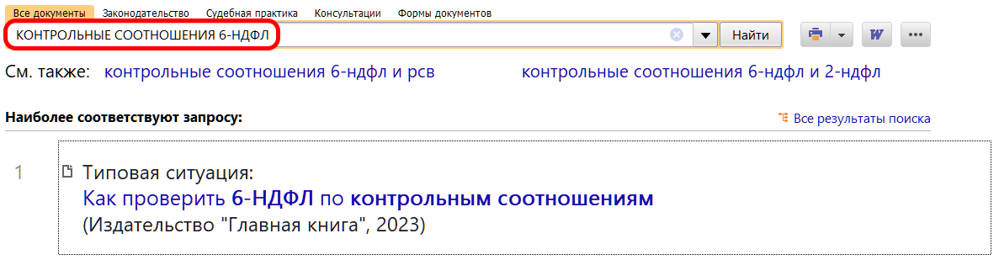 Все документы Законодательство Судебная практика Консультации Формы документов
КОНТРОЛЬНЫЕ СООТНОШЕНИЯ 6-НДФЛ Найти W
См. также: контрольные соотношения 6-ндфл и рсв контрольные соотношения 6-ндфл и 2-ндфл
Наиболее соответствуют запросу: Все результаты поиска
1 Типовая ситуация:
Как проверить 6-НДФЛ по контрольным соотношениям
(Издательство "Главная книга", 2023)